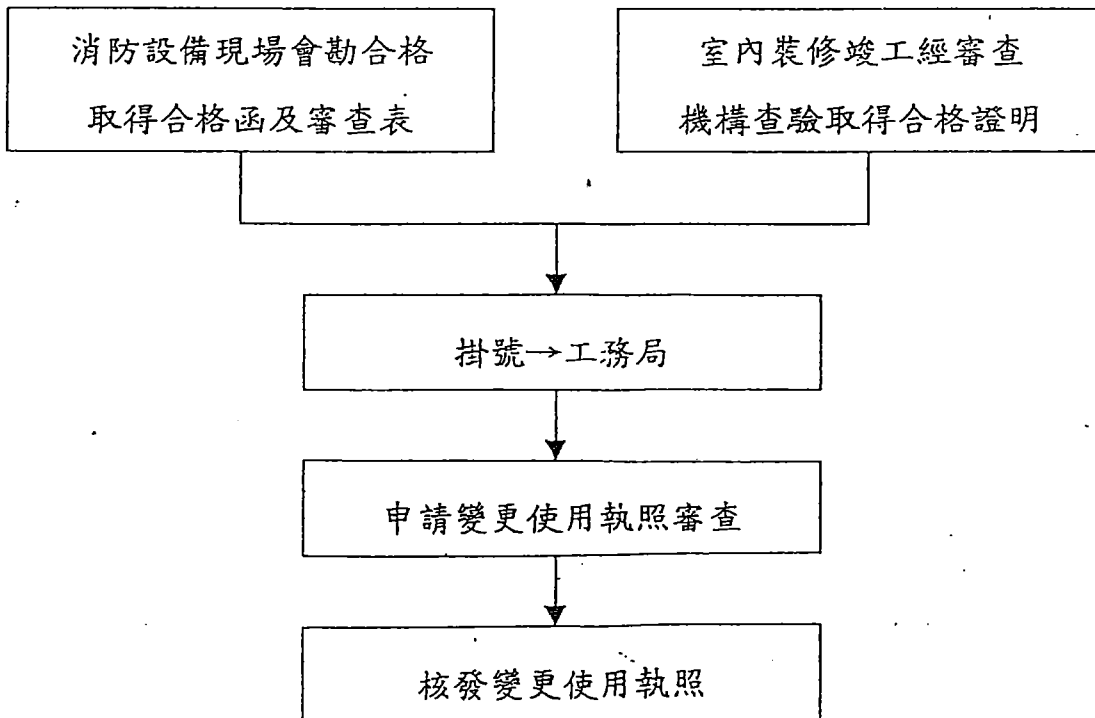 消防設備現場會勘合格
取得合格函及審查表
室內裝修竣工經審查
機構查驗取得合格證明
掛號→工務局
申請變更使用執照審查
核發變更使用執照